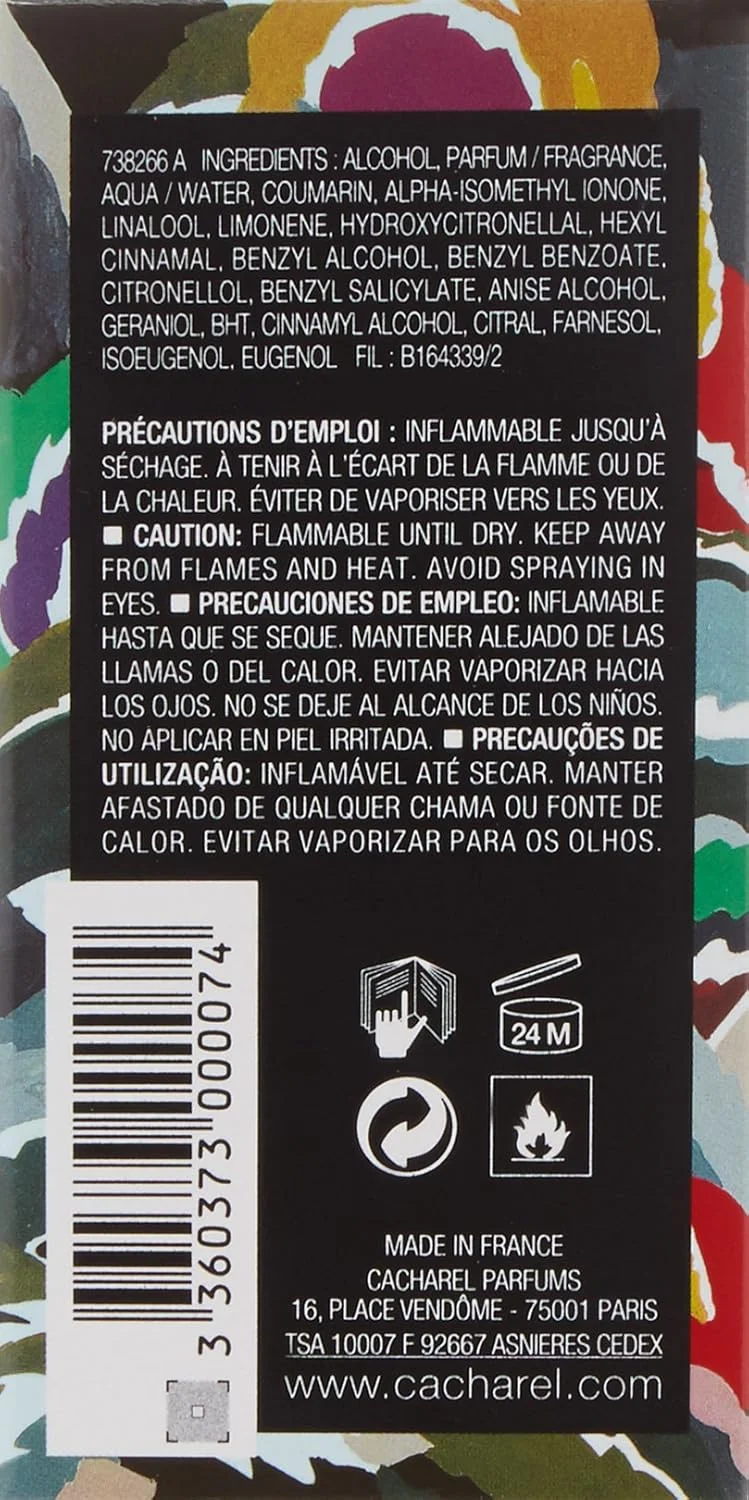 738266 A INGREDIENTS : ALCOHOL, PARFUM / FRAGRANCE,
AQUA / WATER, COUMARIN, ALPHA-ISOMETHYL IONONE,
LINALOOL, LIMONENE, HYDROXYCITRONELLAL, HEXYL
CINNAMAL, BENZYL ALCOHOL, BENZYL BENZOATE,
CITRONELLOL, BENZYL SALICYLATE, ANISE ALCOHOL,
GERANIOL, BHT, CINNAMYL ALCOHOL, CITRAL, FARNESOL,
ISOEUGENOL, EUGENOL FIL : B164339/2
PRÉCAUTIONS D'EMPLOI : INFLAMMABLE JUSQU'À
SÉCHAGE. À TENIR À L'ÉCART DE LA FLAMME OU DE
LA CHALEUR. ÉVITER DE VAPORISER VERS LES YEUX.
■ CAUTION: FLAMMABLE UNTIL DRY. KEEP AWAY
FROM FLAMES AND HEAT. AVOID SPRAYING IN
EYES. ■ PRECAUCIONES DE EMPLEO: INFLAMABLE
HASTA QUE SE SEQUE. MANTENER ALEJADO DE LAS
LLAMAS O DEL CALOR. EVITAR VAPORIZAR HACIA
LOS OJOS. NO SE DEJE AL ALCANCE DE LOS NIÑOS.
NO APLICAR EN PIEL IRRITADA. ■ PRECAUÇÕES DE
UTILIZAÇÃO: INFLAMÁVEL ATÉ SECAR. MANTER
AFASTADO DE QUALQUER CHAMA OU FONTE DE
CALOR. EVITAR VAPORIZAR PARA OS OLHOS.
3 360373 000074
24 M
MADE IN FRANCE
CACHAREL PARFUMS
16, PLACE VENDÔME - 75001 PARIS
TSA 10007 F 92667 ASNIERES CEDEX
www.cacharel.com